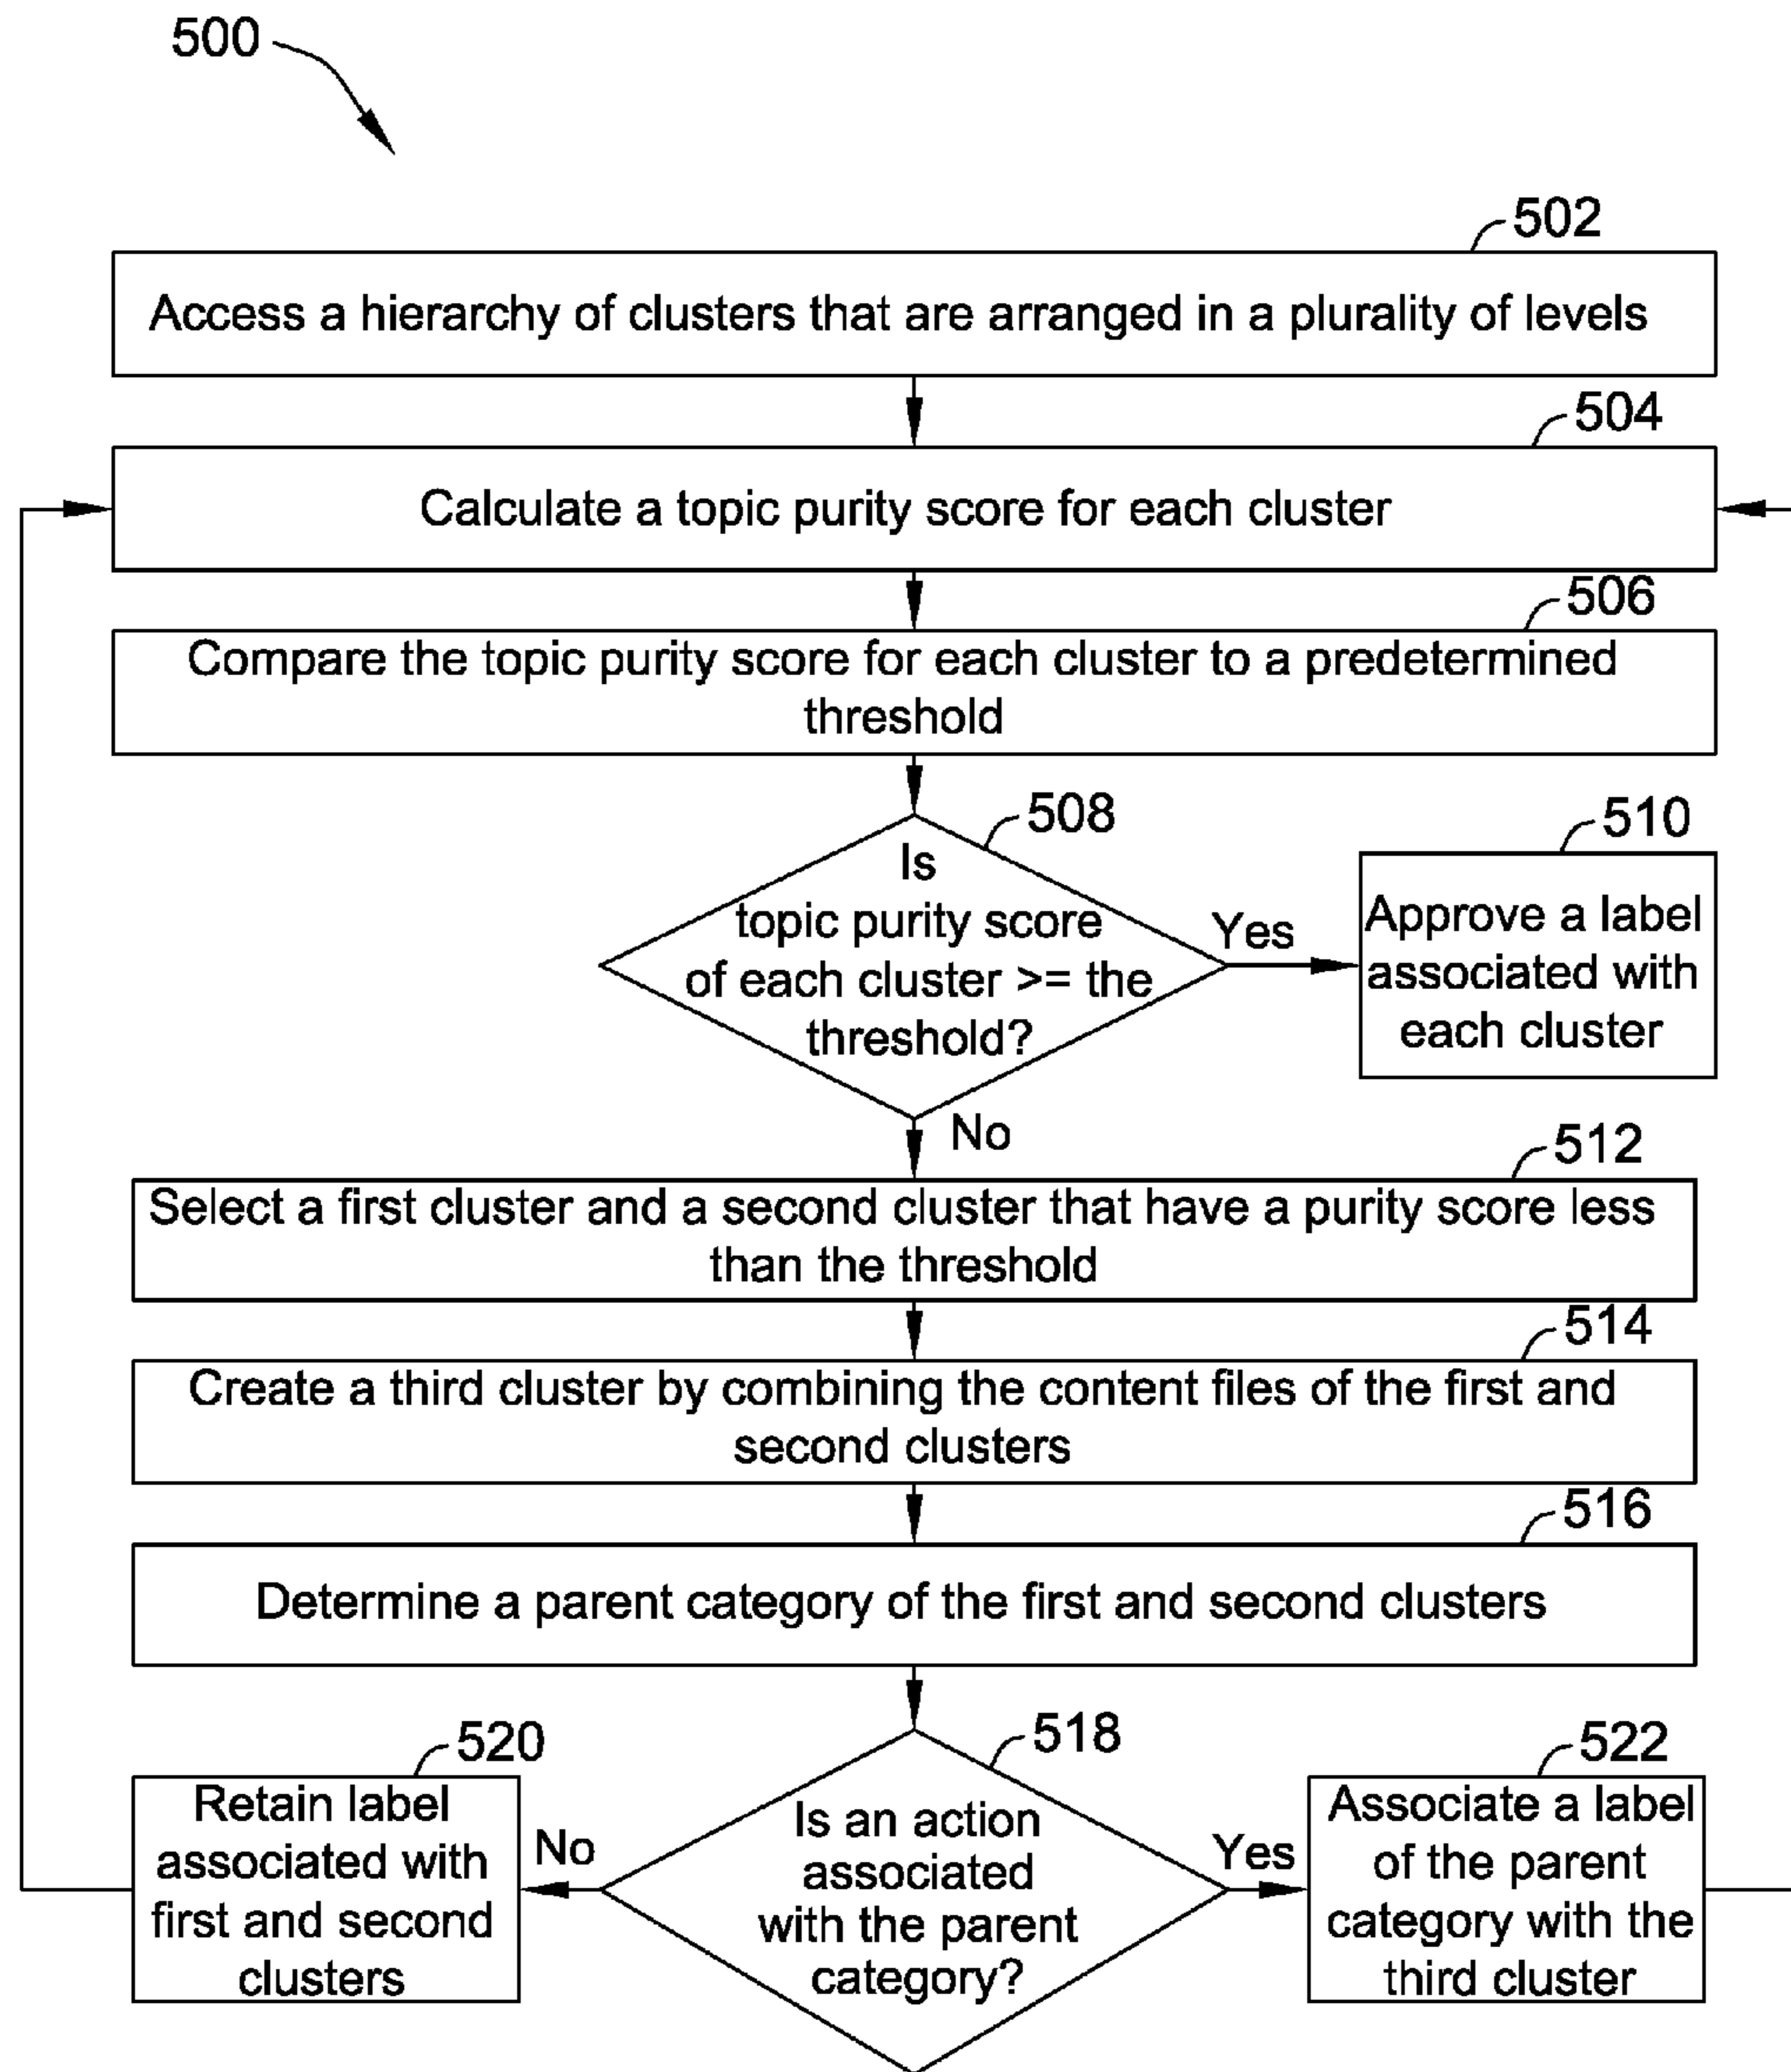 500
502
Access a hierarchy of clusters that are arranged in a plurality of levels
504
Calculate a topic purity score for each cluster
506
Compare the topic purity score for each cluster to a predetermined
threshold
508
Is
topic purity score
of each cluster >= the
threshold?
Yes
510
Approve a label
associated with
each cluster
No
512
Select a first cluster and a second cluster that have a purity score less
than the threshold
514
Create a third cluster by combining the content files of the first and
second clusters
516
Determine a parent category of the first and second clusters
518
Is an action
associated
with the parent
category?
No
520
Retain label
associated with
first and second
clusters
Yes
522
Associate a label
of the parent
category with the
third cluster